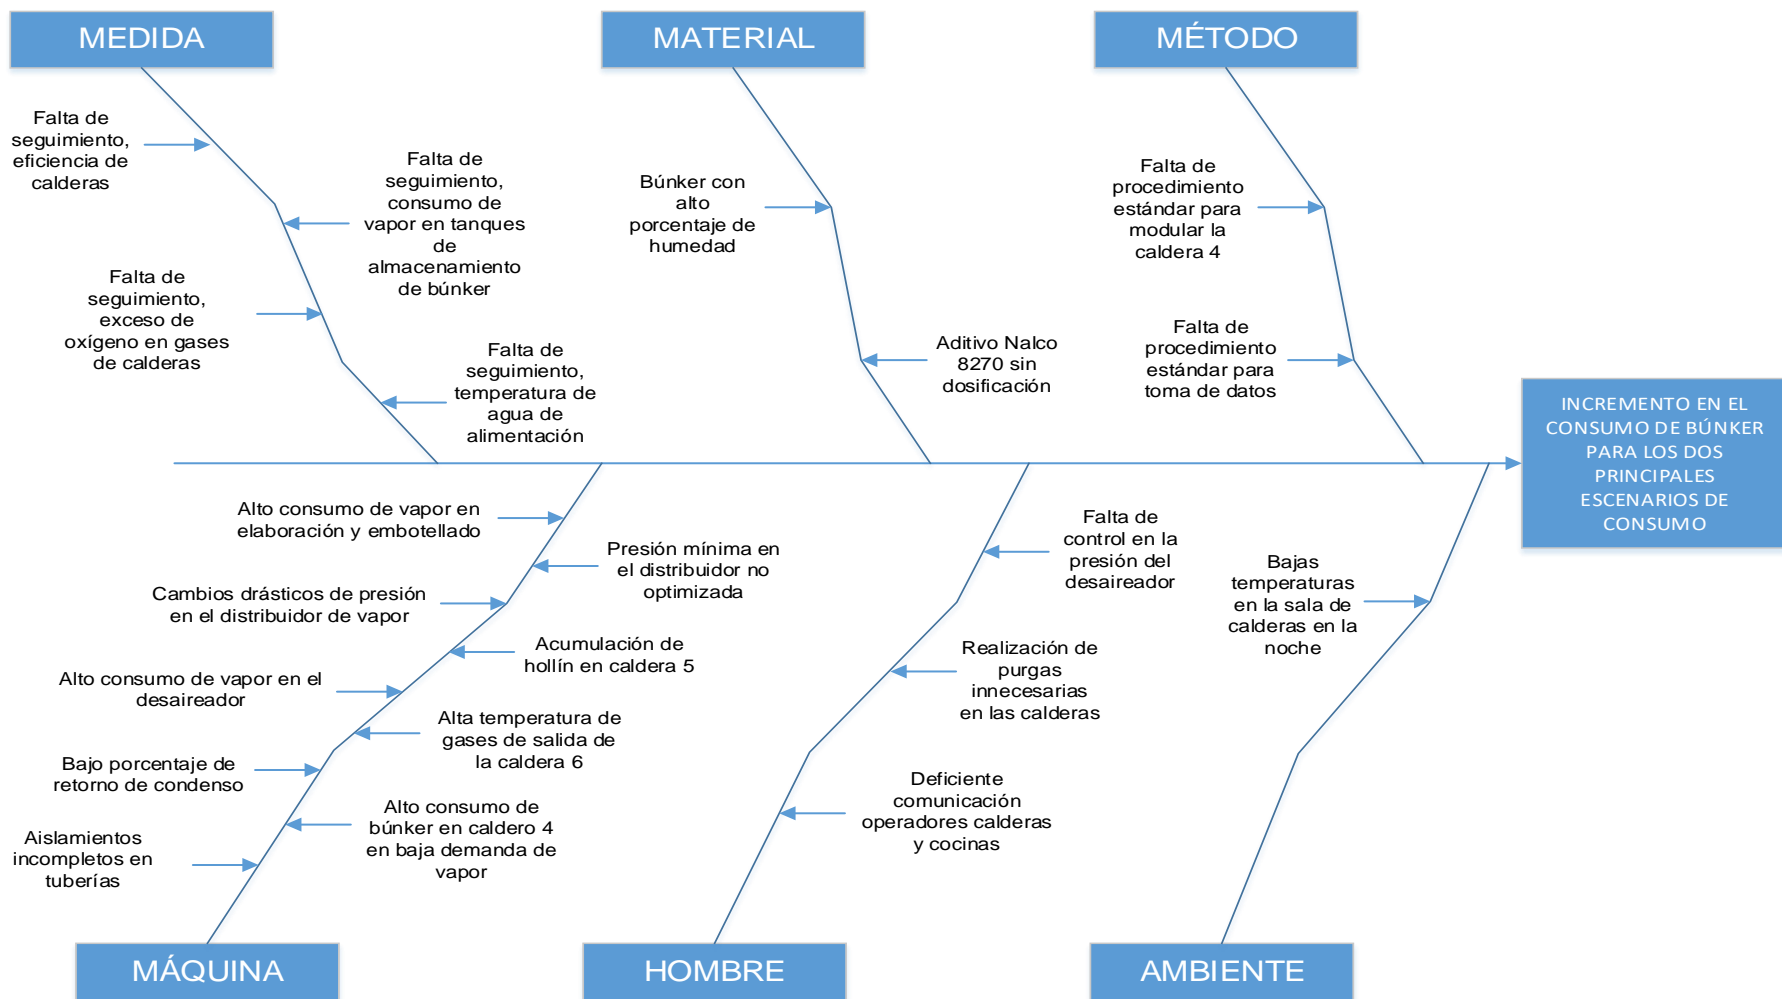 MEDIDA
MATERIAL
MÉTODO
Falta de
seguimiento,
eficiencia de
calderas
Falta de
seguimiento,
consumo de
vapor en tanques
de
almacenamiento
de búnker
Falta de
seguimiento,
exceso de
oxígeno en gases
de calderas
Falta de
seguimiento,
temperatura de
agua de
alimentación
Búnker con
alto
porcentaje de
humedad
Aditivo Nalco
8270 sin
dosificación
Falta de
procedimiento
estándar para
modular la
caldera 4
Falta de
procedimiento
estándar para
toma de datos
INCREMENTO EN EL
CONSUMO DE BÚNKER
PARA LOS DOS
PRINCIPALES
ESCENARIOS DE
CONSUMO
Alto consumo de vapor en
elaboración y embotellado
Presión mínima en
el distribuidor no
optimizada
Cambios drásticos de presión
en el distribuidor de vapor
Acumulación de
hollín en caldera 5
Alto consumo de vapor en el
desaireador
Alta temperatura de
gases de salida de
la caldera 6
Bajo porcentaje de
retorno de condenso
Alto consumo de
búnker en caldero 4
en baja demanda de
vapor
Aislamientos
incompletos en
tuberías
Falta de
control en la
presión del
desaireador
Realización de
purgas
innecesarias
en las calderas
Deficiente
comunicación
operadores calderas
y cocinas
Bajas
temperaturas
en la sala de
calderas en la
noche
MÁQUINA
HOMBRE
AMBIENTE